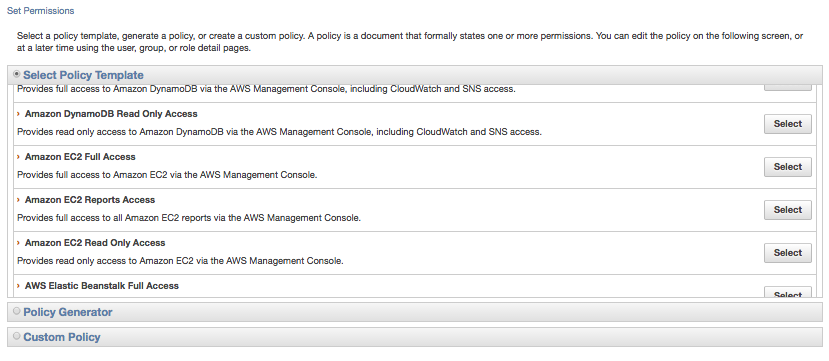 Set Permissions
Select a policy template, generate a policy, or create a custom policy. A policy is a document that formally states one or more permissions. You can edit the policy on the following screen, or
at a later time using the user, group, or role detail pages.
Select Policy Template
Provides full access to Amazon DynamoDB via the AWS Management Console, including CloudWatch and SNS access.
› Amazon DynamoDB Read Only Access
Provides read only access to Amazon DynamoDB via the AWS Management Console, including CloudWatch and SNS access.
Select
› Amazon EC2 Full Access
Provides full access to Amazon EC2 via the AWS Management Console.
Select
› Amazon EC2 Reports Access
Provides full access to all Amazon EC2 reports via the AWS Management Console.
Select
› Amazon EC2 Read Only Access
Provides read only access to Amazon EC2 via the AWS Management Console.
Select
› AWS Elastic Beanstalk Full Access
Select
Policy Generator
Custom Policy